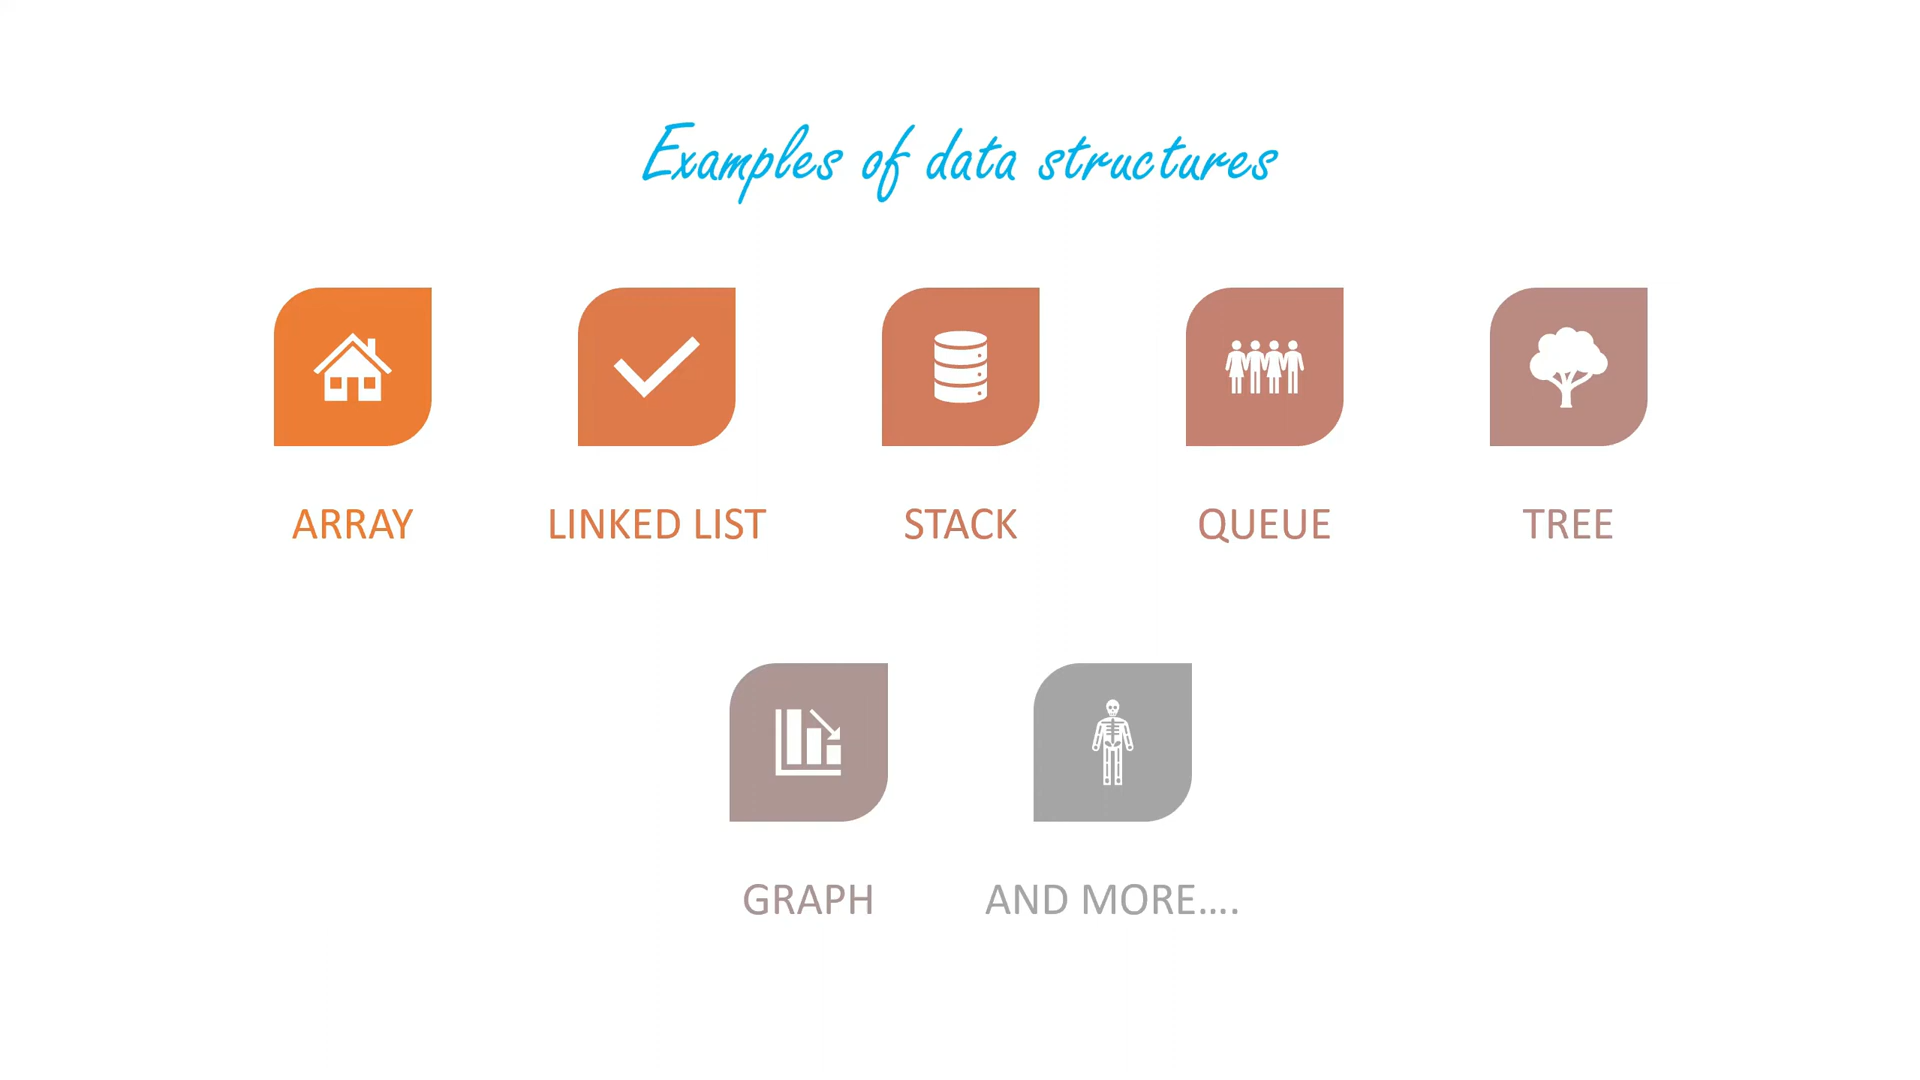 Examples of data structures
ARRAY
LINKED LIST
STACK
QUEUE
TREE
GRAPH
AND MORE....